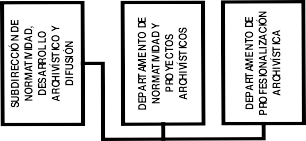 SUBDIRECCIÓN DE
NORMATIVIDAD,
DESARROLLO
ARCHIVÍSTICO Y
DIFUSIÓN
DEPARTAMENTO DE
NORMATIVIDAD Y
PROYECTOS
ARCHIVÍSTICOS
DEPARTAMENTO DE
PROFESIONALIZACIÓN
ARCHIVÍSTICA